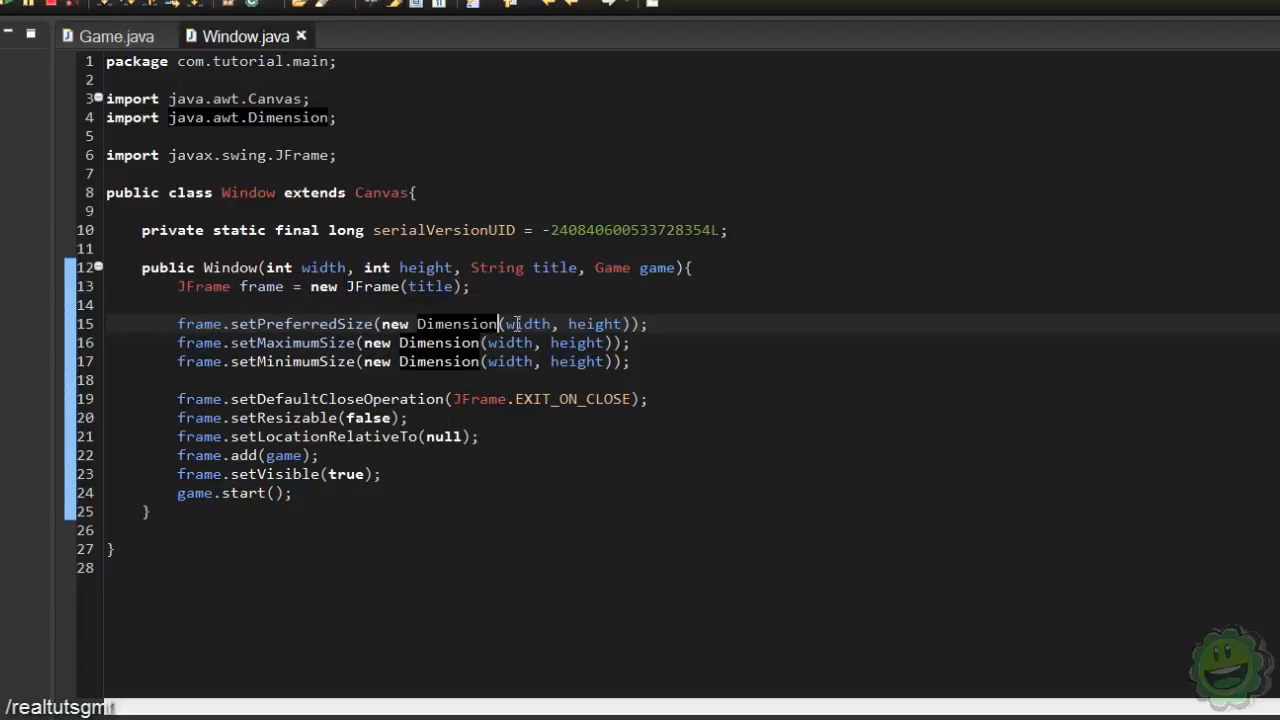 Game.java Window.java
1 package com.tutorial.main;
2
3 import java.awt.Canvas;
4 import java.awt.Dimension;
5
6 import javax.swing.JFrame;
7
8 public class Window extends Canvas{
9
10 private static final long serialVersionUID = -240840600533728354L;
11
12 public Window(int width, int height, String title, Game game){
13 JFrame frame = new JFrame(title);
14
15 frame.setPreferredSize(new Dimension(width, height));
16 frame.setMaximumSize(new Dimension(width, height));
17 frame.setMinimumSize(new Dimension(width, height));
18
19 frame.setDefaultCloseOperation(JFrame.EXIT_ON_CLOSE);
20 frame.setResizable(false);
21 frame.setLocationRelativeTo(null);
22 frame.add(game);
23 frame.setVisible(true);
24 game.start();
25 }
26
27 }
28
/realtutsgmr